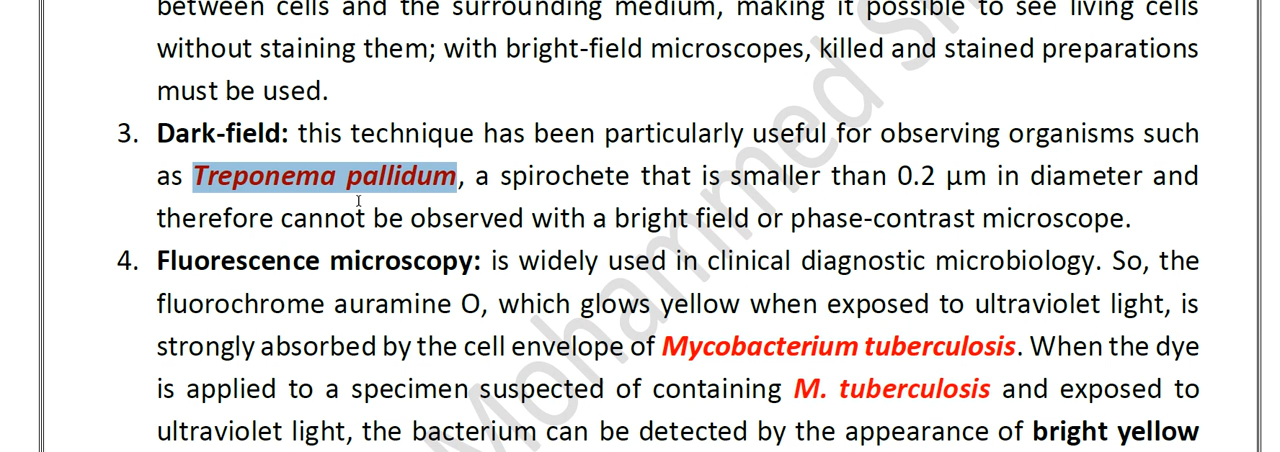 between cells and the surrounding medium, making it possible to see living cells
without staining them; with bright-field microscopes, killed and stained preparations
must be used.
3. Dark-field: this technique has been particularly useful for observing organisms such
as Treponema pallidum, a spirochete that is smaller than 0.2 μm in diameter and
therefore cannot be observed with a bright field or phase-contrast microscope.
4. Fluorescence microscopy: is widely used in clinical diagnostic microbiology. So, the
fluorochrome auramine O, which glows yellow when exposed to ultraviolet light, is
strongly absorbed by the cell envelope of Mycobacterium tuberculosis. When the dye
is applied to a specimen suspected of containing M. tuberculosis and exposed to
ultraviolet light, the bacterium can be detected by the appearance of bright yellow
Mohammed